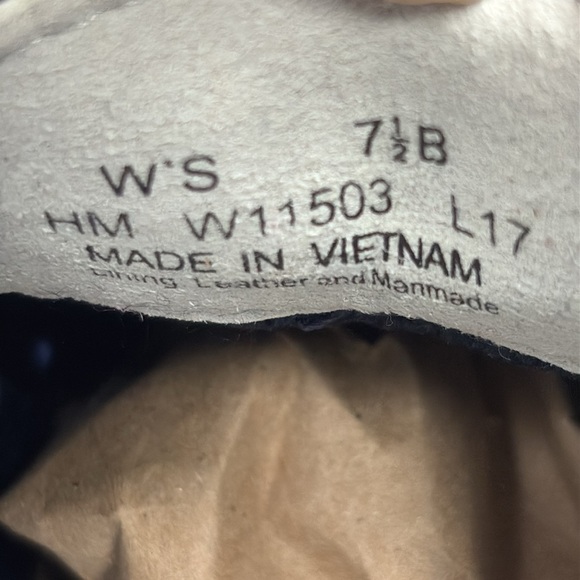 7½B
W'S
HM W11503 L17
MADE IN VIETNAM
Lining Leather and Manmade